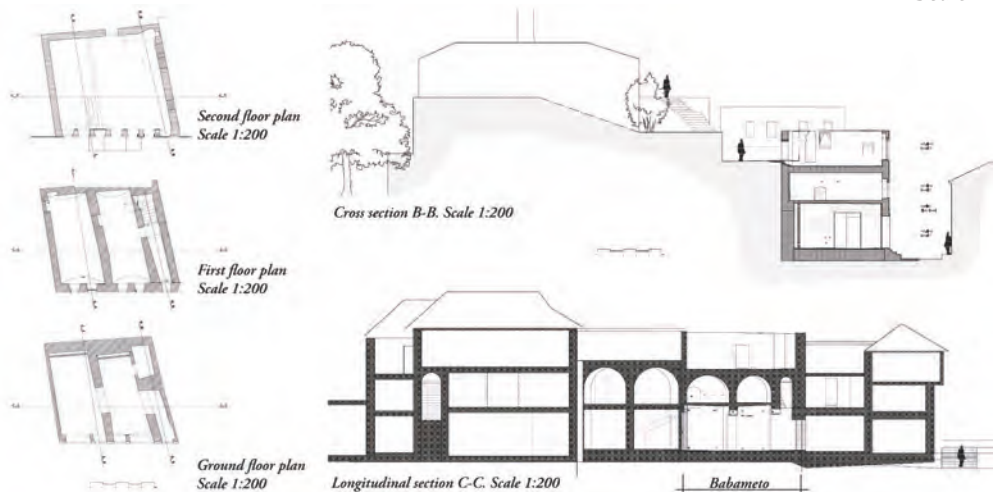 Second floor plan
Scale 1:200
Cross section B-B. Scale 1:200
First floor plan
Scale 1:200
Ground floor plan
Scale 1:200
Longitudinal section C-C. Scale 1:200
Babameto